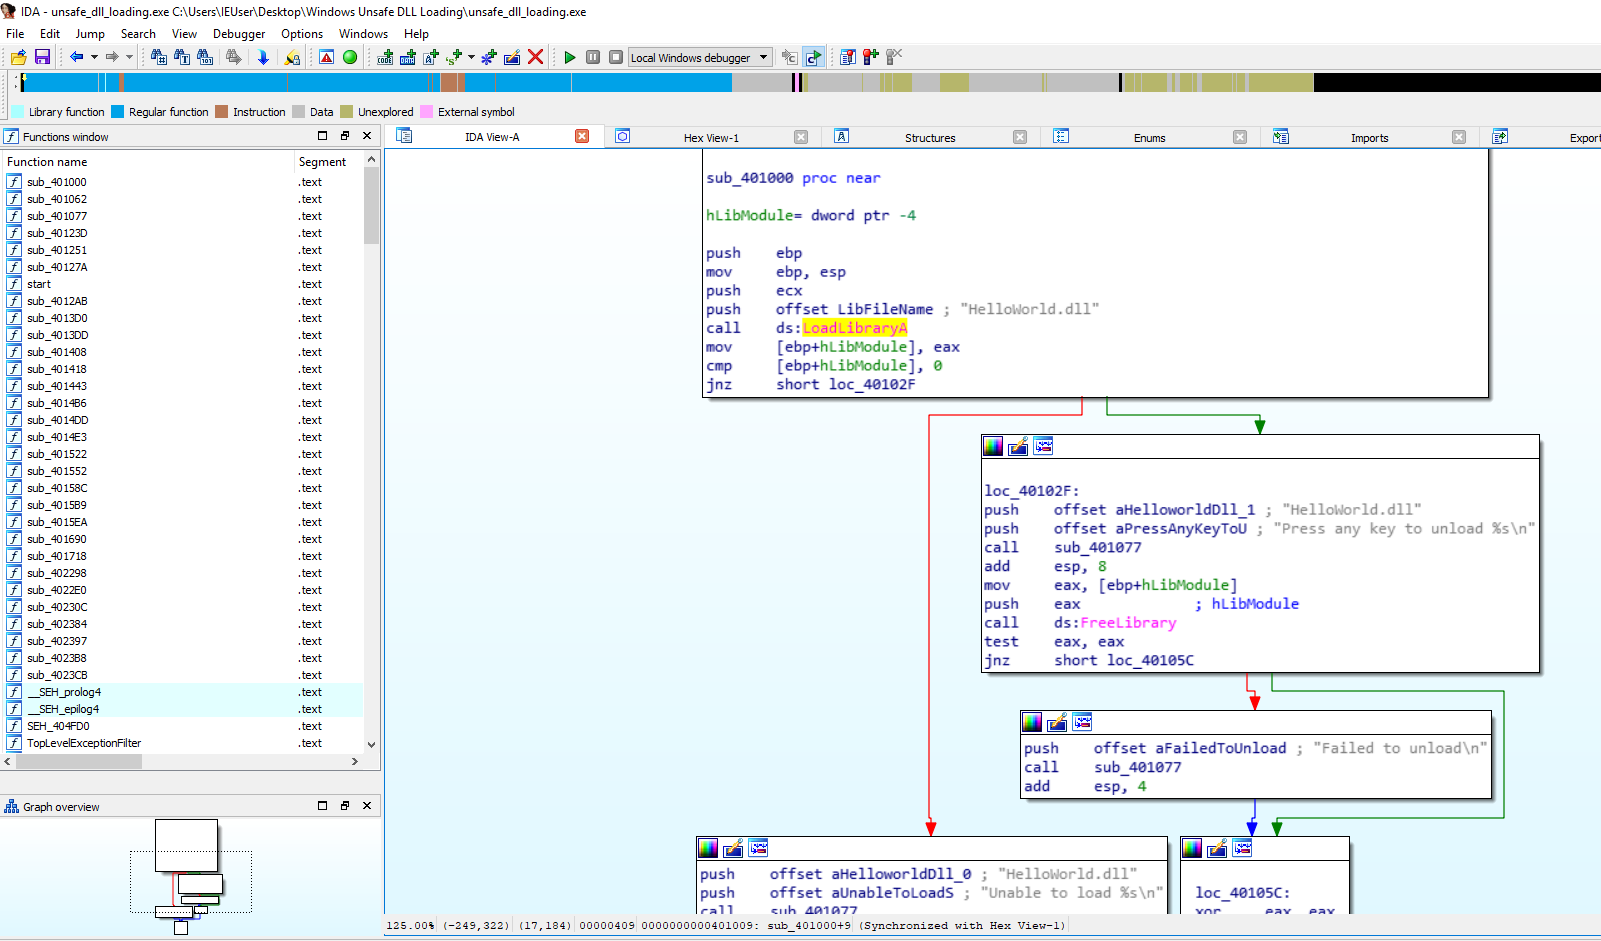 IDA - unsafe_dll_loading.exe C:\Users\IEUser\Desktop\Windows Unsafe DLL Loading\unsafe_dll_loading.exe
File Edit Jump Search View Debugger Options Windows Help
Local Windows debugger
Library function Regular function Instruction Data Unexplored External symbol
Functions window
IDA View-A Hex View-1 Structures Enums Imports Export
Function name Segment
sub_401000 .text
sub_401062 .text
sub_401077 .text
sub_40123D .text
sub_401251 .text
sub_40127A .text
start .text
sub_4012AB .text
sub_4013D0 .text
sub_4013DD .text
sub_401408 .text
sub_401418 .text
sub_401443 .text
sub_4014B6 .text
sub_4014DD .text
sub_4014E3 .text
sub_401522 .text
sub_401552 .text
sub_40158C .text
sub_4015B9 .text
sub_4015EA .text
sub_401690 .text
sub_401718 .text
sub_402298 .text
sub_4022E0 .text
sub_40230C .text
sub_402384 .text
sub_402397 .text
sub_4023B8 .text
sub_4023CB .text
__SEH_prolog4 .text
__SEH_epilog4 .text
SEH_404FD0 .text
TopLevelExceptionFilter .text
Graph overview
sub_401000 proc near
hLibModule= dword ptr -4
push ebp
mov ebp, esp
push ecx
push offset LibFileName ; "HelloWorld.dll"
call ds:LoadLibraryA
mov [ebp+hLibModule], eax
cmp [ebp+hLibModule], 0
jnz short loc_40102F
loc_40102F:
push offset aHelloworldDll_1 ; "HelloWorld.dll"
push offset aPressAnyKeyToU ; "Press any key to unload %s\n"
call sub_401077
add esp, 8
mov eax, [ebp+hLibModule]
push eax ; hLibModule
call ds:FreeLibrary
test eax, eax
jnz short loc_40105C
push offset aFailedToUnload ; "Failed to unload\n"
call sub_401077
add esp, 4
push offset aHelloworldDll_0 ; "HelloWorld.dll"
push offset aUnableToLoadS ; "Unable to load %s\n"
call sub_401077
loc_40105C:
xor eax, eax
125.00% (-249,322) (17,184) 00000409 0000000000401009: sub_401000+9 (Synchronized with Hex View-1)